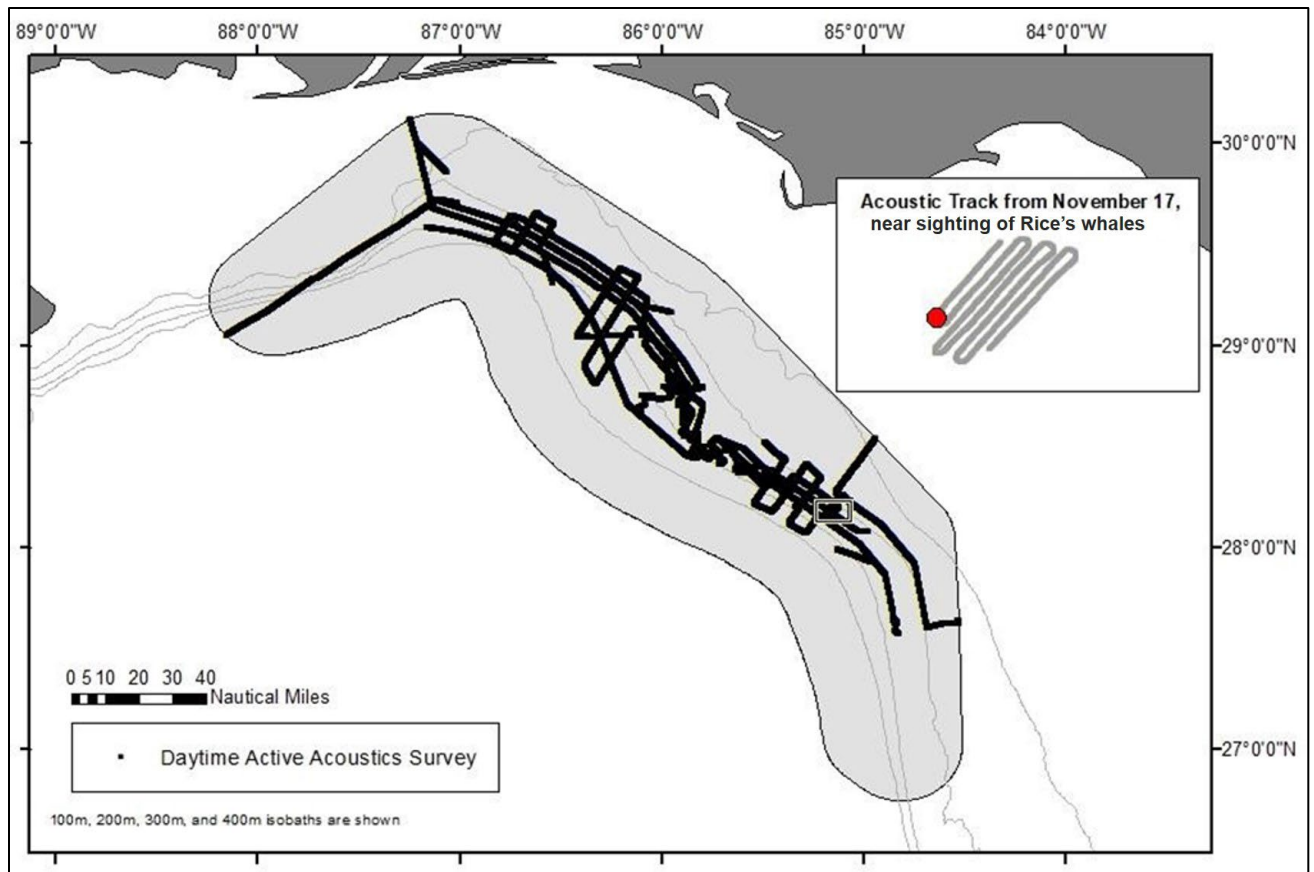 89°0'0"W 88°0'0"W 87°0'0"W 86°0'0"W 85°0'0"W 84°0'0"W
30°0'0"N
Acoustic Track from November 17,
near sighting of Rice's whales
29°0'0"N
28°0'0"N
0 5 10 20 30 40
Nautical Miles
27°0'0"N
Daytime Active Acoustics Survey
100m, 200m, 300m, and 400m isobaths are shown